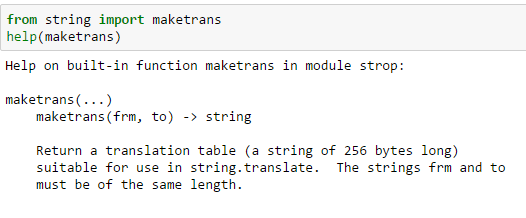 from string import maketrans
help(maketrans)
Help on built-in function maketrans in module strop:
maketrans(...)
    maketrans(frm, to) -> string
    Return a translation table (a string of 256 bytes long)
    suitable for use in string.translate.  The strings frm and to
    must be of the same length.